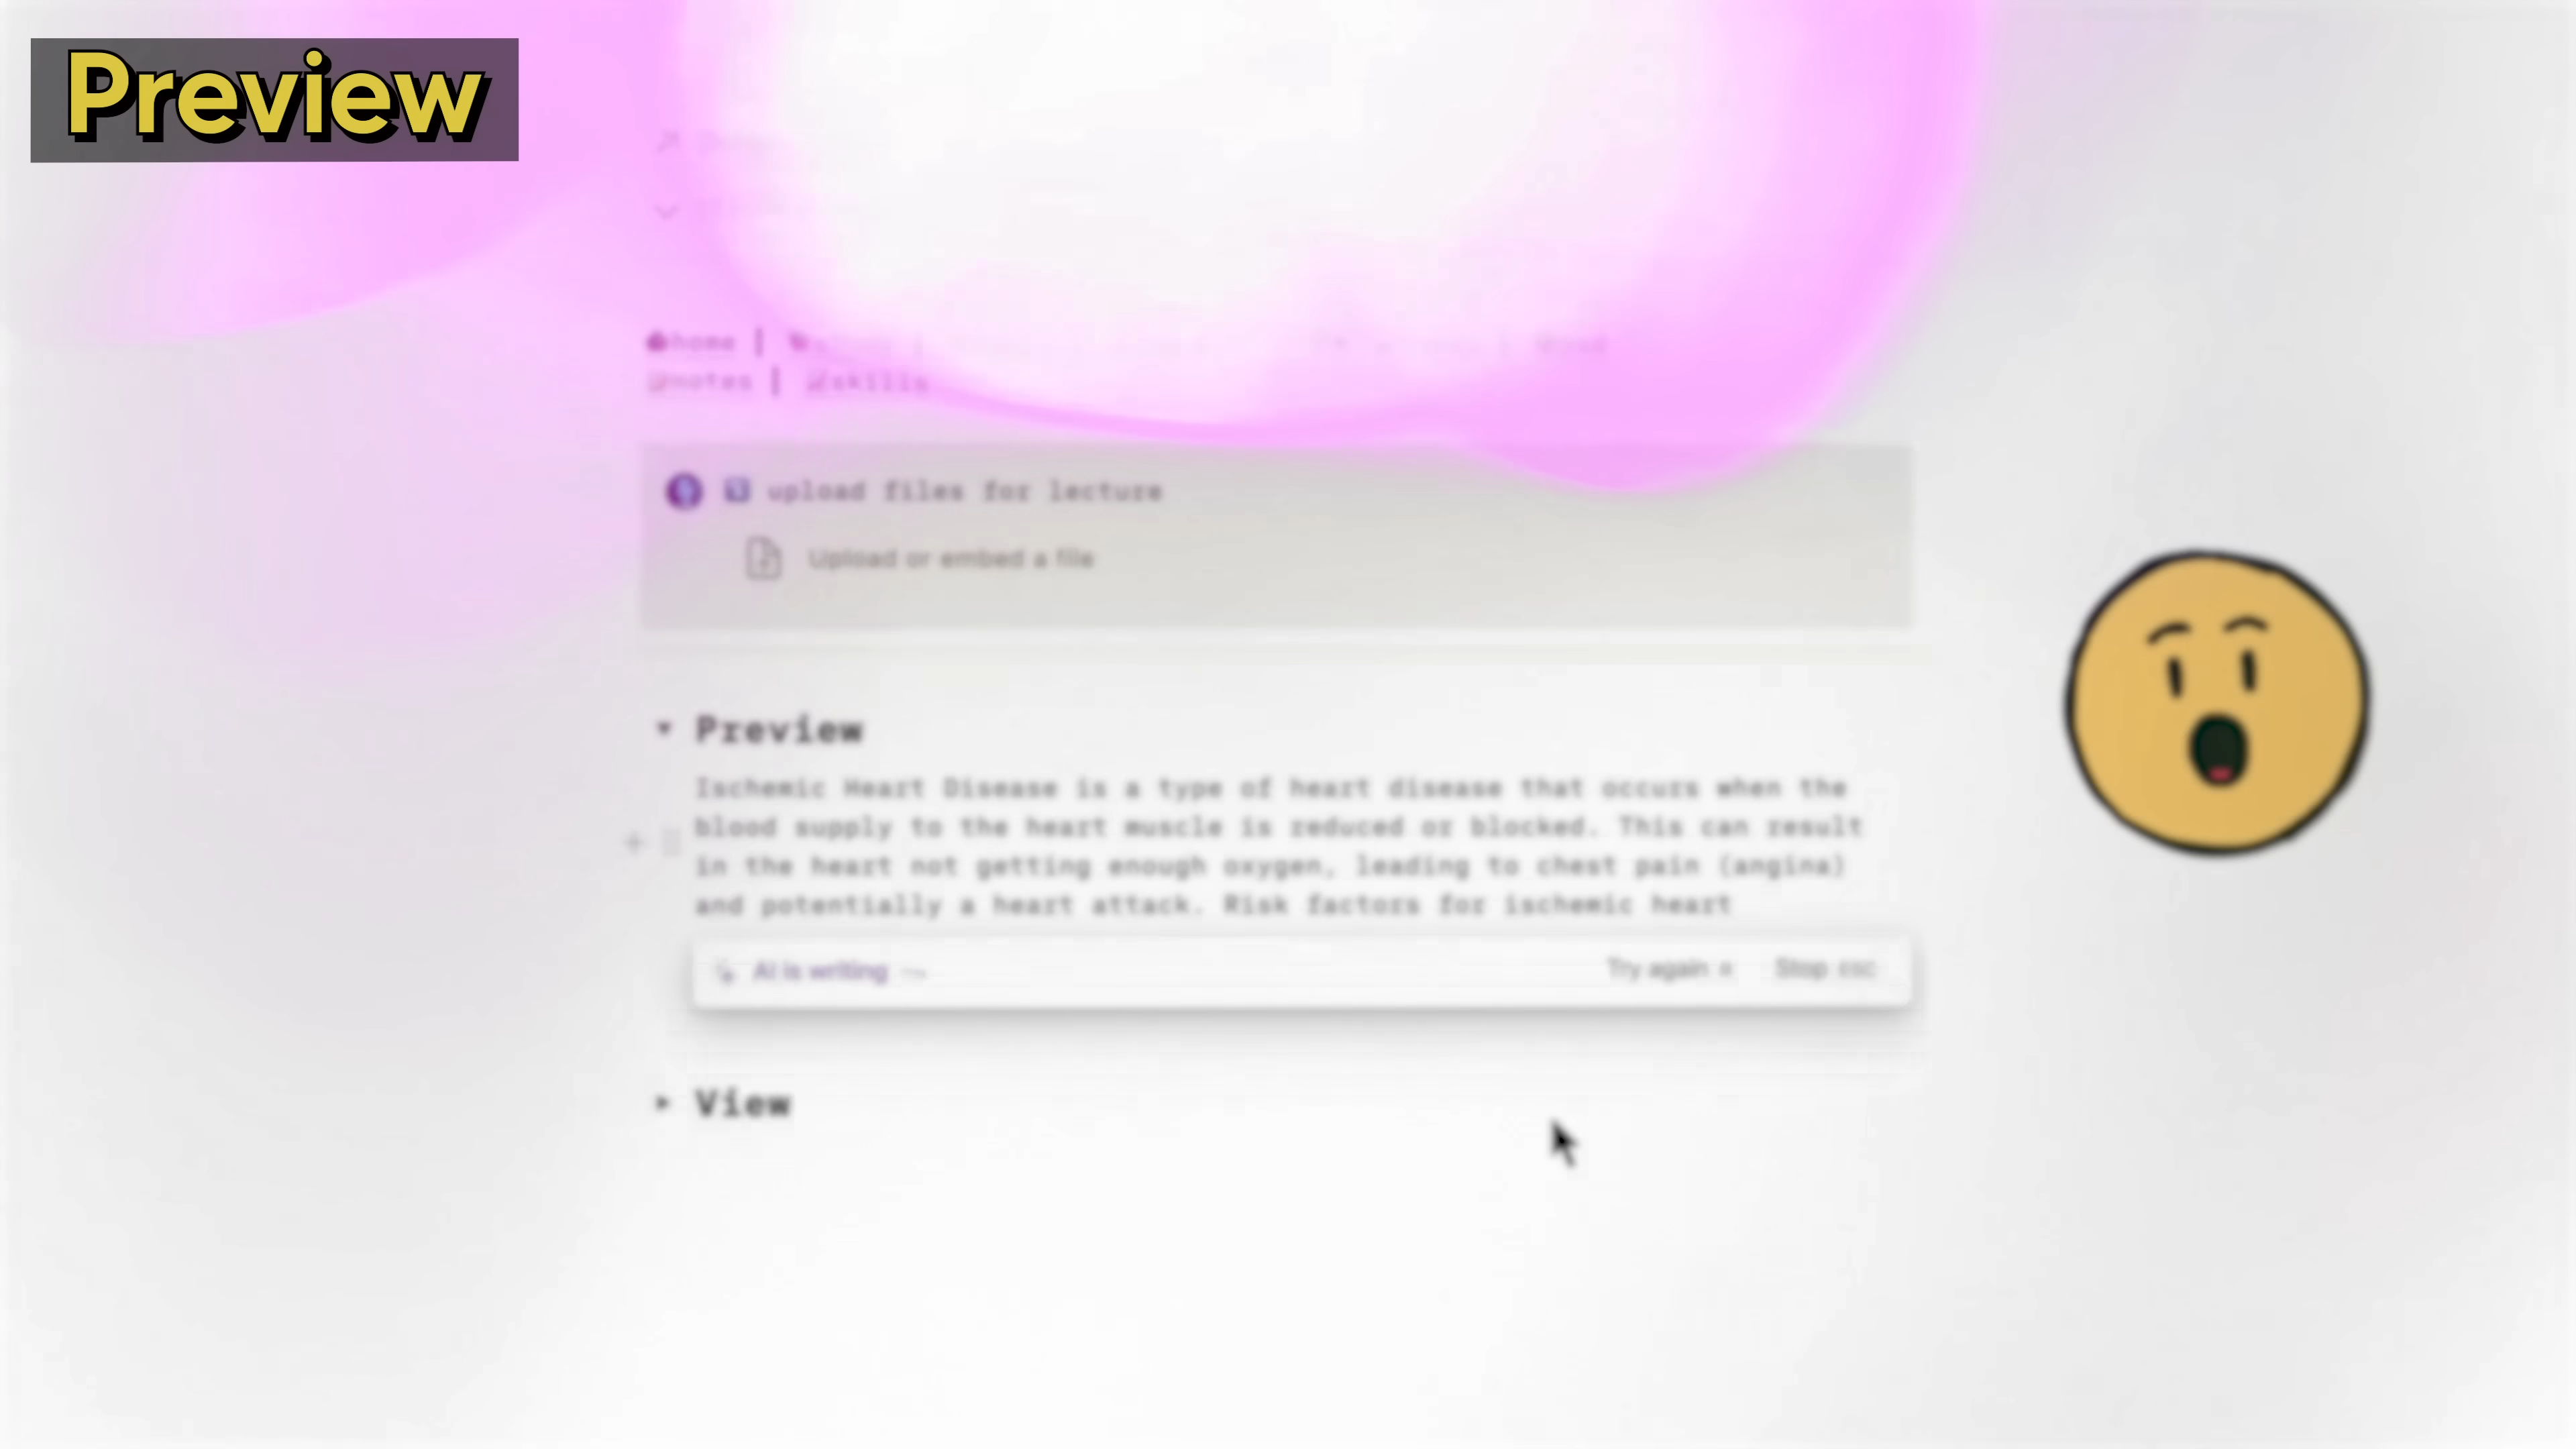 Preview
home |
notes | skills
upload files for lecture
Upload or embed a file
Preview
Ischemic Heart Disease is a type of heart disease that occurs when the
blood supply to the heart muscle is reduced or blocked. This can result
in the heart not getting enough oxygen, leading to chest pain (angina)
and potentially a heart attack. Risk factors for ischemic heart
AI is writing Try again Stop ESC
View